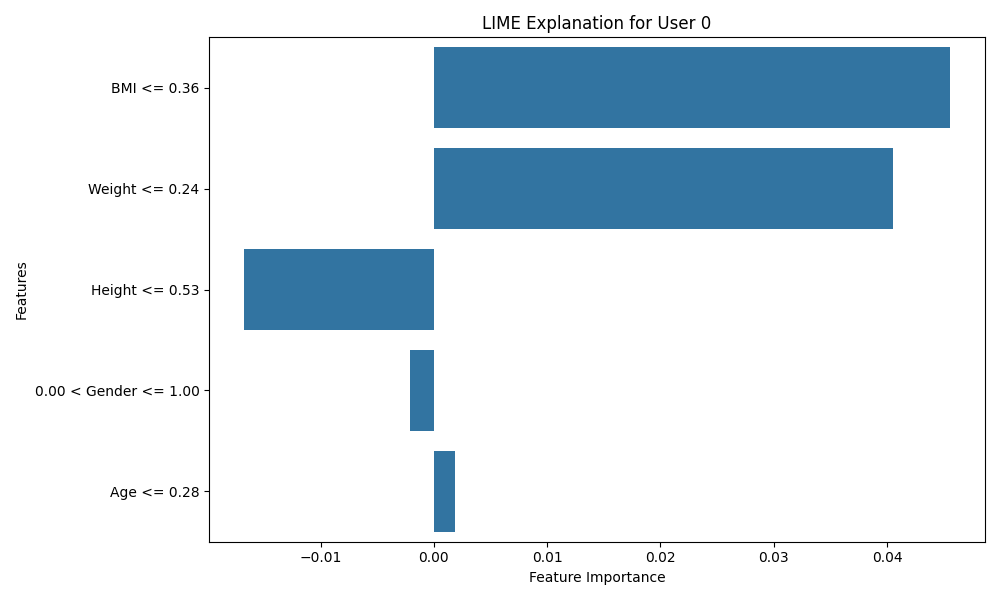 LIME Explanation for User 0
BMI <= 0.36
Weight <= 0.24
Height <= 0.53
0.00 < Gender <= 1.00
Age <= 0.28
Features
−0.01
0.00
0.01
0.02
0.03
0.04
Feature Importance